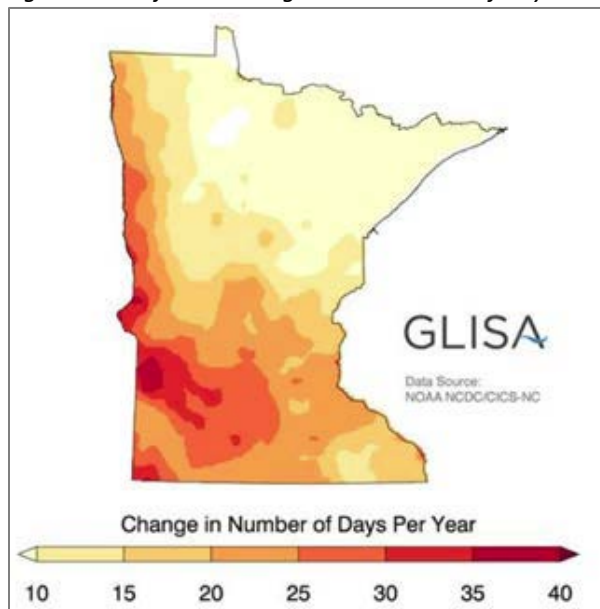 GLISA
Data Source:
NOAA NCDC/CICS-NC
Change in Number of Days Per Year
10 15 20 25 30 35 40